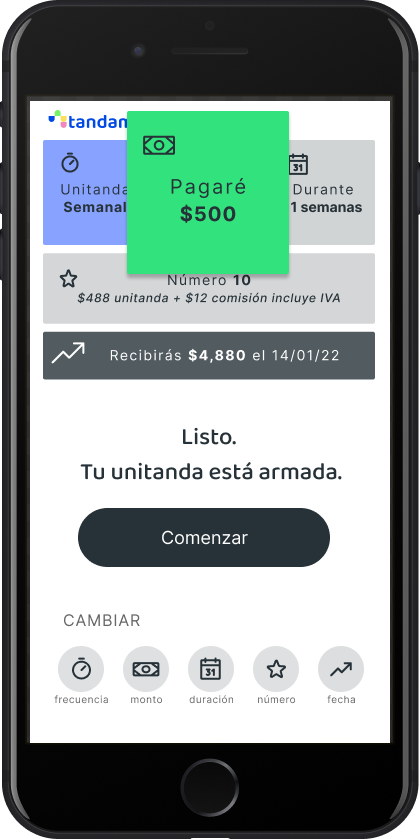 tandam
Unitanda
Semanal
Pagaré
$500
31
Durante
1 semanas
Número 10
$488 unitanda + $12 comisión incluye IVA
Recibirás $4,880 el 14/01/22
Listo.
Tu unitanda está armada.
Comenzar
CAMBIAR
31
frecuencia monto duración número fecha